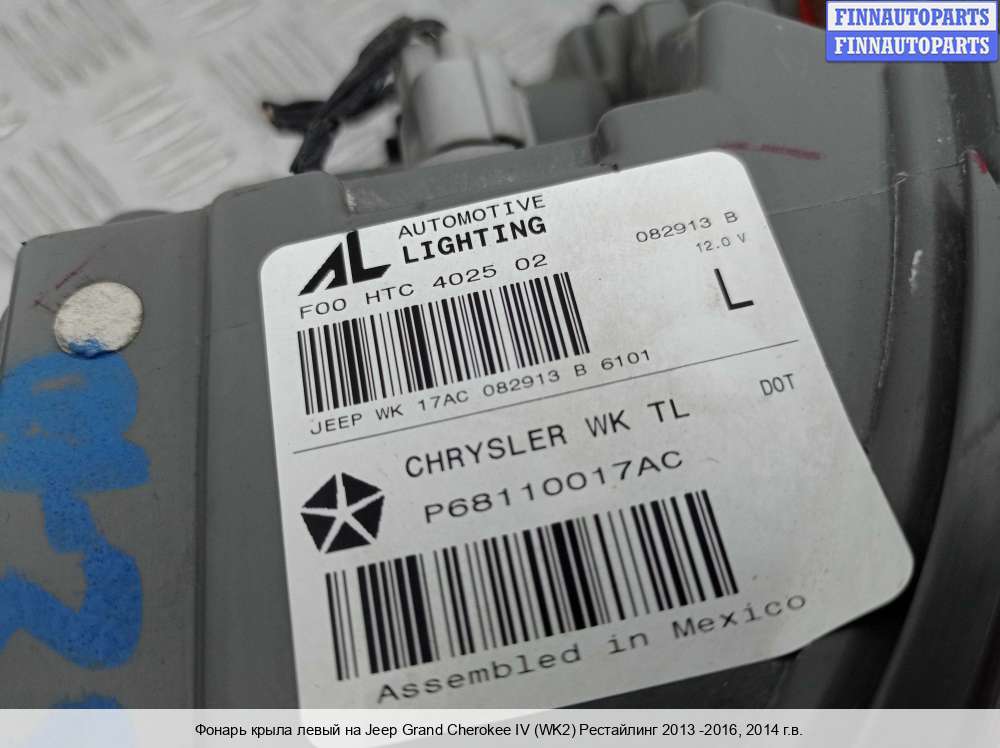 FINNAUTOPARTS
FINNAUTOPARTS
AL AUTOMOTIVE
LIGHTING
082913 B
12.0 V
F00 HTC 4025 02
L
JEEP WK 17AC 082913 B 6101
DOT
CHRYSLER WK TL
P68110017AC
Assembled in Mexico
Фонарь крыла левый на Jeep Grand Cherokee IV (WK2) Рестайлинг 2013 -2016, 2014 г.в.